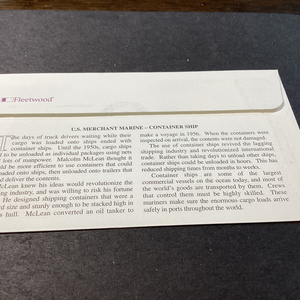 Fleetwood
U.S. MERCHANT MARINE – CONTAINER SHIP
The days of truck drivers waiting while their
cargo was loaded onto ships ended with
container ships. Until the 1950s, cargo ships
to be unloaded as individual packages using nets
lots of manpower. Malcolm McLean thought it
be more efficient to use containers that could
loaded onto ships, then unloaded onto trailers that
deliver the contents.
McLean knew his ideas would revolutionize the
ing industry, and was willing to risk his fortune
He designed shipping containers that were a
rd size and sturdy enough to be stacked high in
s hull. McLean converted an oil tanker to
make a voyage in 1956. When the containers were
inspected on arrival, the contents were not damaged.
The use of container ships revived the lagging
shipping industry and revolutionized international
trade. Rather than taking days to unload other ships,
container ships could be unloaded in hours. This has
reduced shipping times from months to weeks.
Container ships are some of the largest
commercial vessels on the ocean today, and most of
the world's goods are transported by them. Crews
that control them must be highly skilled. These
mariners make sure the enormous cargo loads arrive
safely in ports throughout the world.